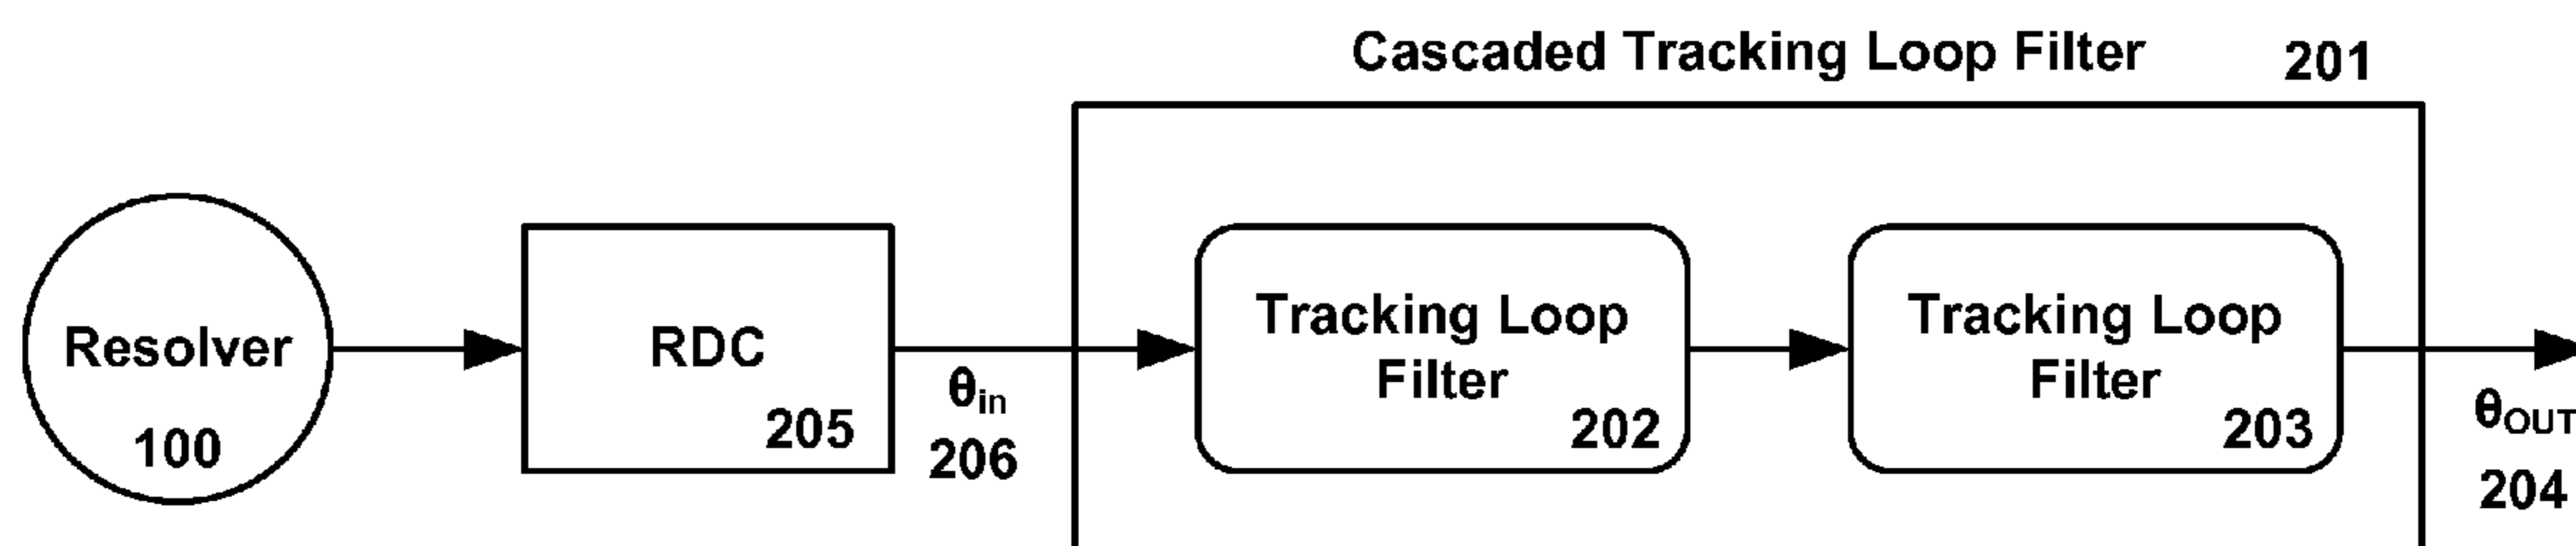 Cascaded Tracking Loop Filter 201
Resolver
100
RDC
205
θin
206
Tracking Loop
Filter
202
Tracking Loop
Filter
203
θOUT
204